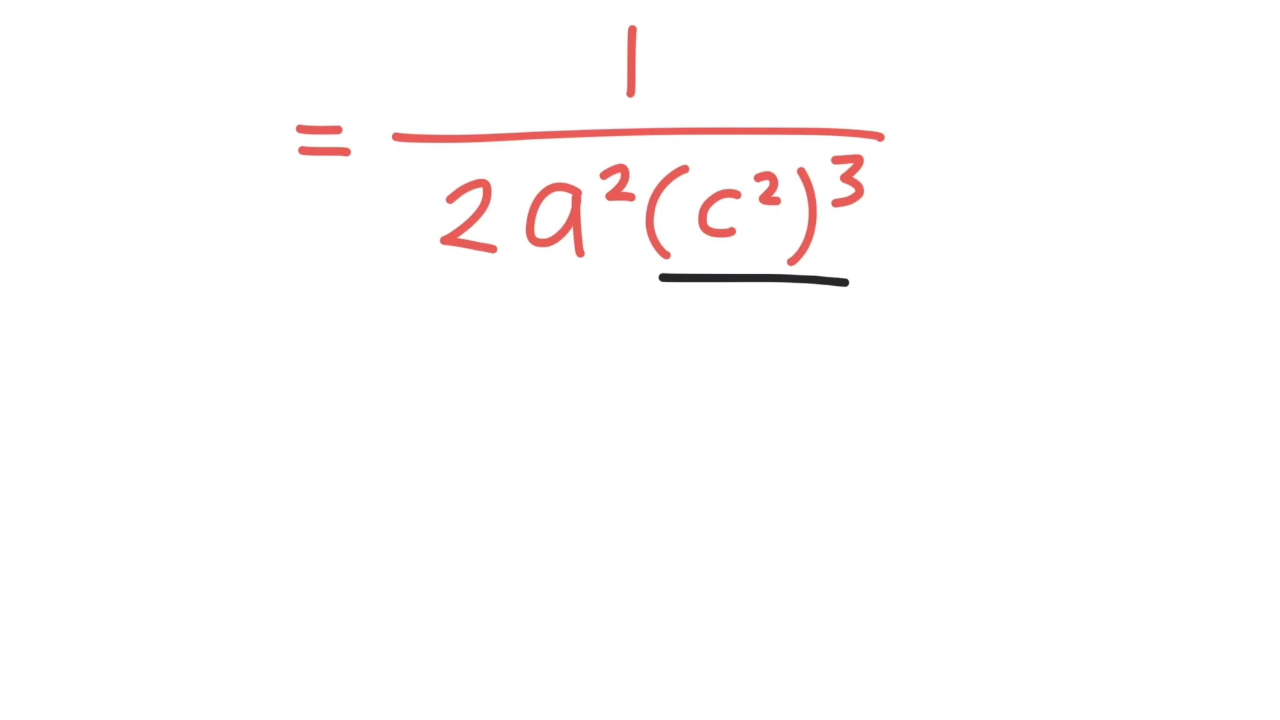 = 1 / 2a²(c²)³